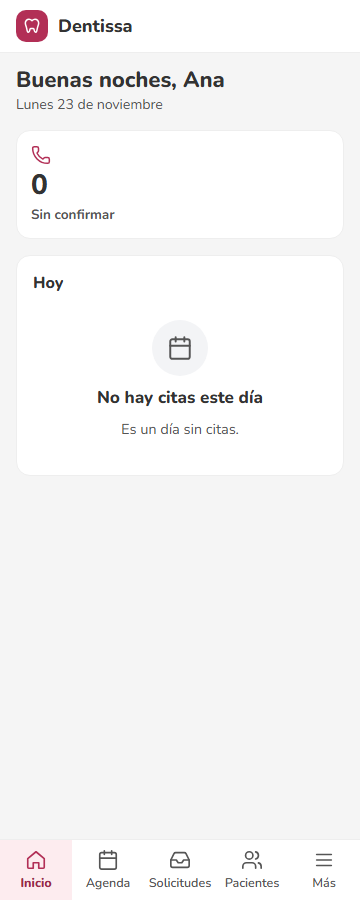 Dentissa
Buenas noches, Ana
Lunes 23 de noviembre
0
Sin confirmar
Hoy
No hay citas este día
Es un día sin citas.
Inicio
Agenda
Solicitudes
Pacientes
Más